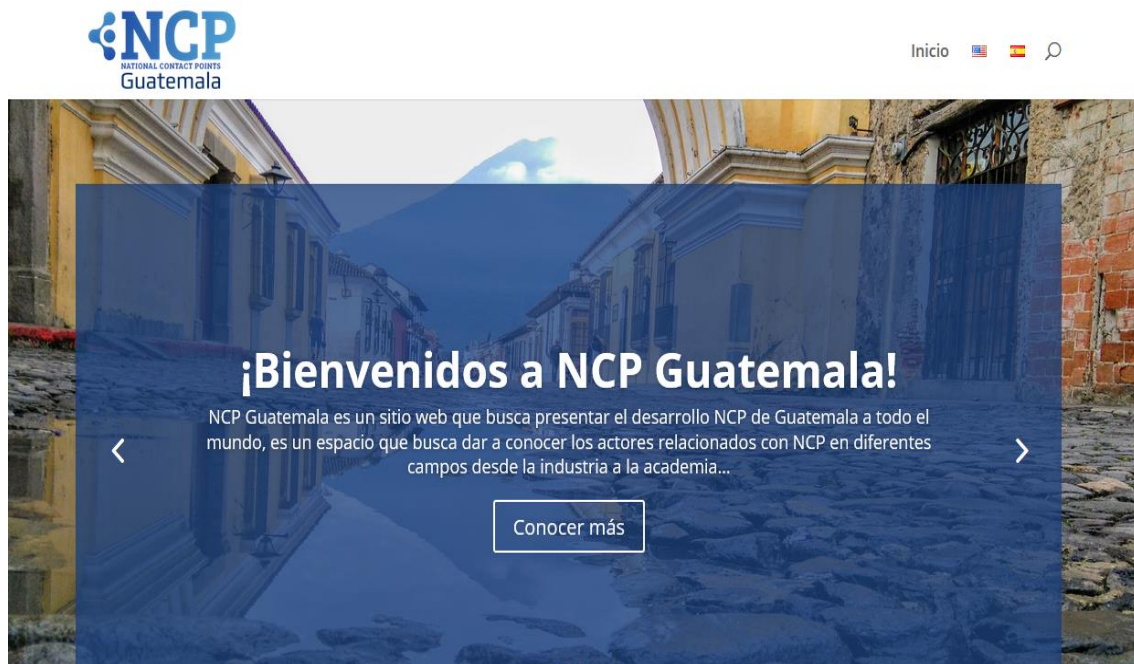 NCP
NATIONAL CONTACT POINTS
Guatemala
Inicio
¡Bienvenidos a NCP Guatemala!
NCP Guatemala es un sitio web que busca presentar el desarrollo NCP de Guatemala a todo el
mundo, es un espacio que busca dar a conocer los actores relacionados con NCP en diferentes
campos desde la industria a la academia...
Conocer más